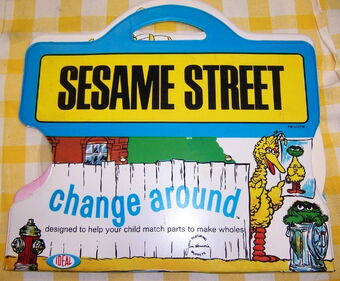 SESAME STREET
change around
designed to help your child match parts to make wholes
IDEAL